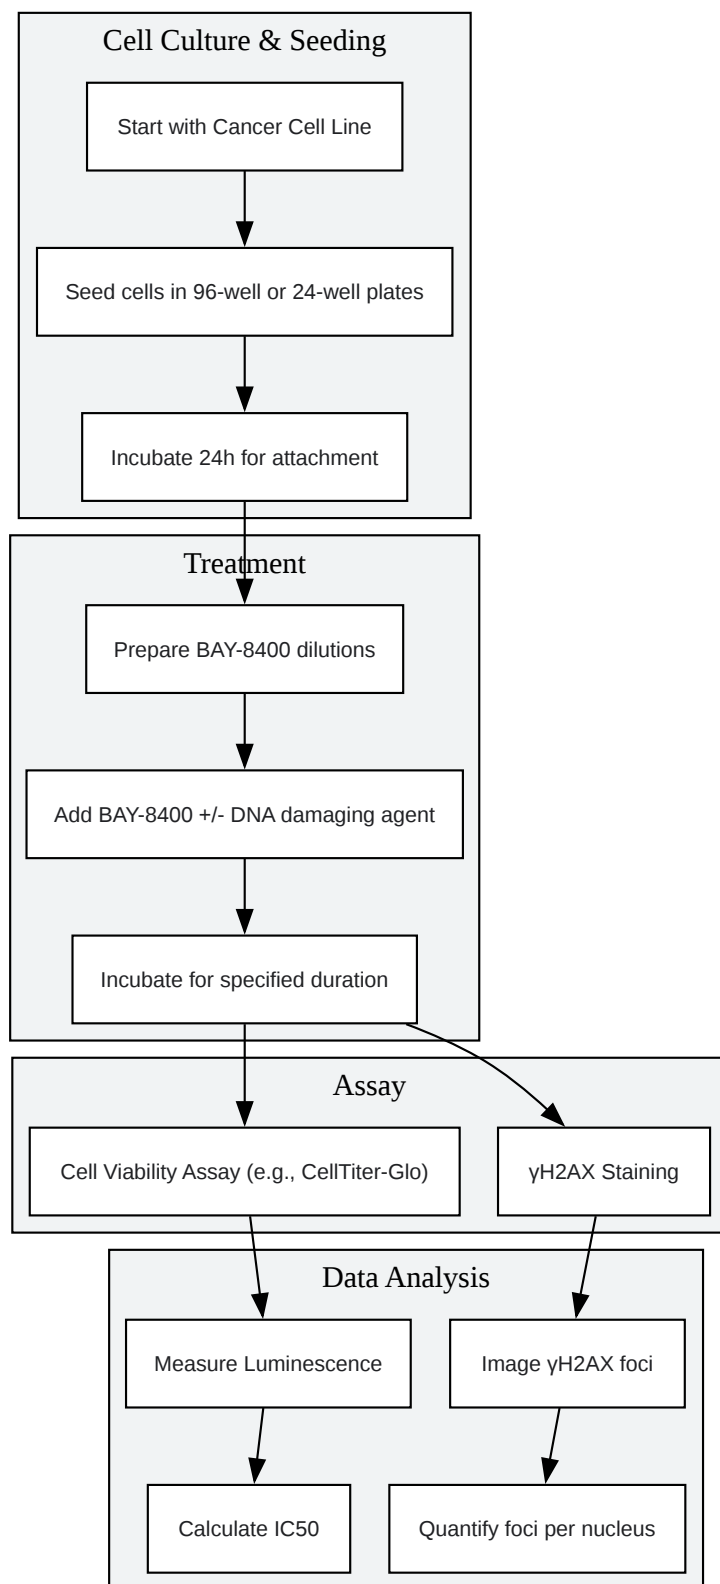 Cell Culture & Seeding
Start with Cancer Cell Line
Seed cells in 96-well or 24-well plates
Incubate 24h for attachment
Treatment
Prepare BAY-8400 dilutions
Add BAY-8400 +/- DNA damaging agent
Incubate for specified duration
Assay
Cell Viability Assay (e.g., CellTiter-Glo)
γH2AX Staining
Data Analysis
Measure Luminescence
Image γH2AX foci
Calculate IC50
Quantify foci per nucleus